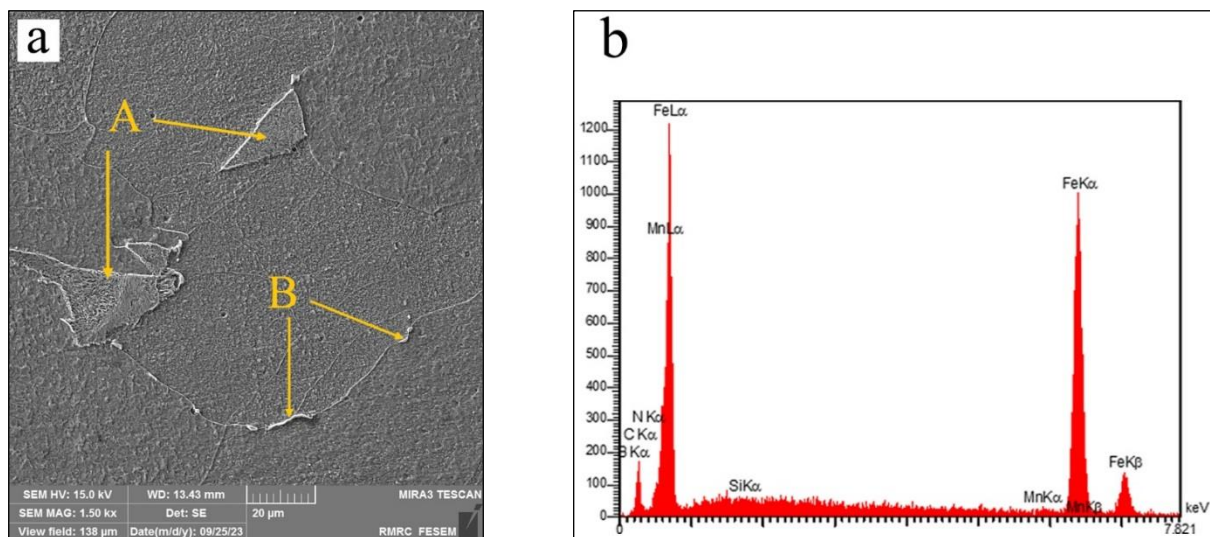 a
A
B
SEM HV: 15.0 kV WD: 13.43 mm MIRA3 TESCAN
SEM MAG: 1.50 kx Det: SE 20 µm
View field: 138 µm Date(m/d/y): 09/25/23 RMRC FESEM
b
FeLα
1200
1100
1000 FeKα
900 MnLα
800
700
600
500
400
300 N Kα
C Kα
200 B Kα FeKβ
100 SiKα MnKα
0 MnKβ keV
0 7.821